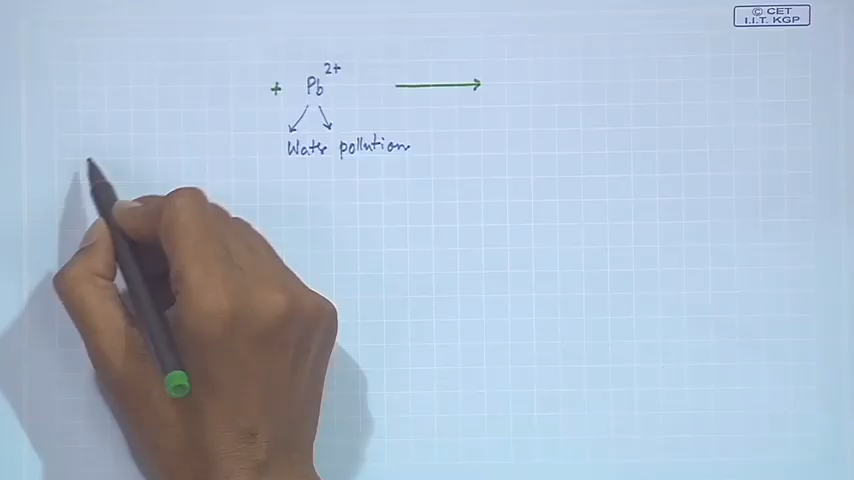 © CET
I.I.T. KGP
+ Pb²⁺ ⟶
Water pollution